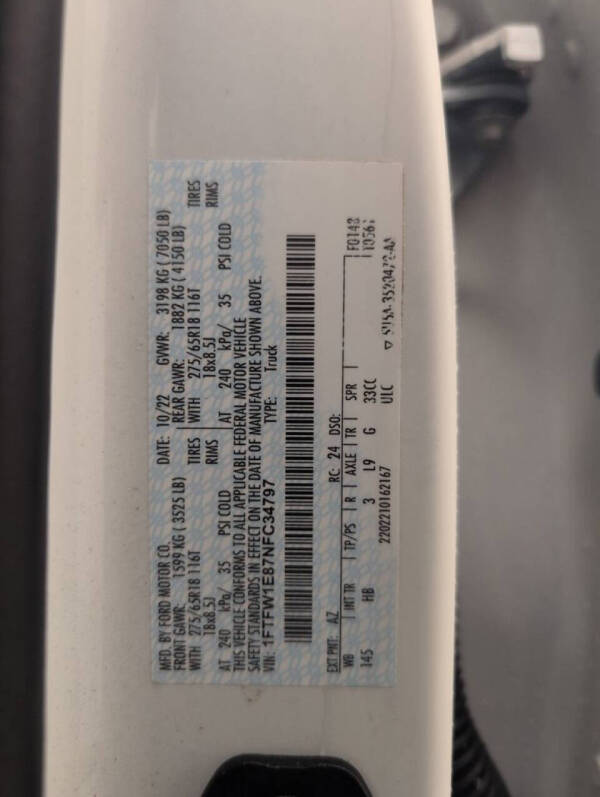 MFD. BY FORD MOTOR CO. DATE: 10/22 GVWR: 3198 KG ( 7050 LB)
FRONT GAWR: 1599 KG ( 3525 LB) REAR GAWR: 1882 KG ( 4150 LB)
WITH 275/65R18 116T TIRES WITH 275/65R18 116T TIRES
18x8.5J RIMS 18x8.5J RIMS
AT 240 kPa/ 35 PSI COLD AT 240 kPa/ 35 PSI COLD
THIS VEHICLE CONFORMS TO ALL APPLICABLE FEDERAL MOTOR VEHICLE
SAFETY STANDARDS IN EFFECT ON THE DATE OF MANUFACTURE SHOWN ABOVE.
VIN: 1FTFW1E87NFC34797 TYPE: Truck
EXT PNT: AZ RC: 24 DSO: F0148
WB INT TR TP/PS R AXLE TR SPR
145 HB 3 L9 G 33CC
ULC
2202210162167